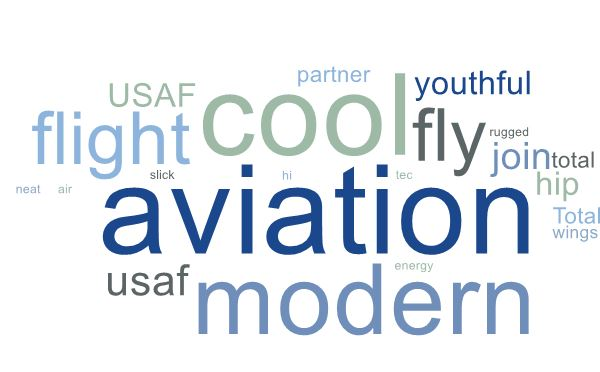 partner
USAF
cool
youthful
flight
fly
rugged
join
total
slick
hi
tec
hip
neat
air
aviation
Total
wings
energy
usaf
modern